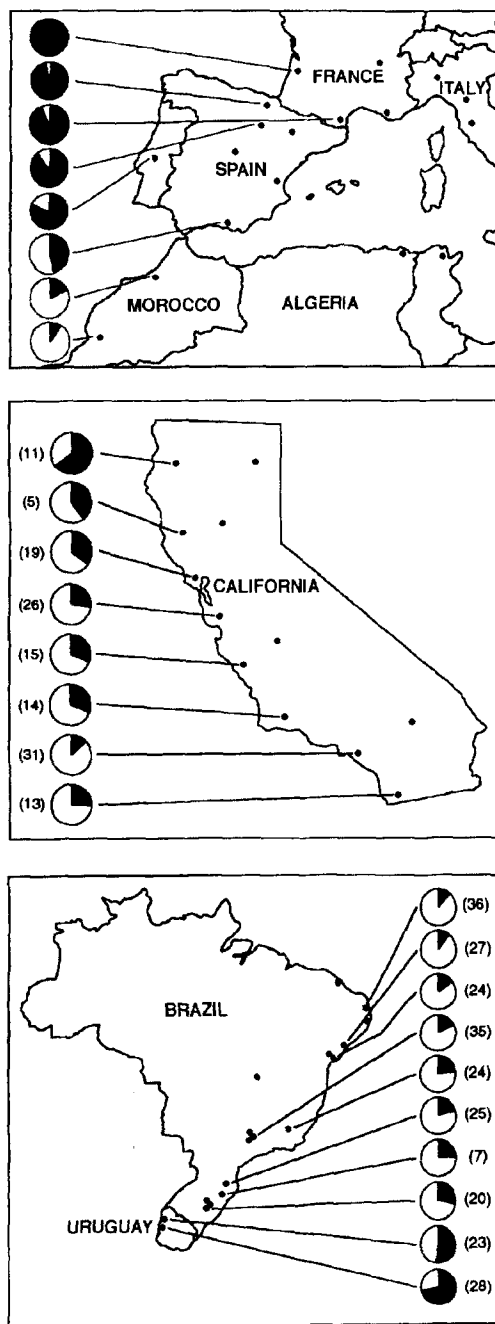 FRANCE
ITALY
SPAIN
MOROCCO
ALGERIA
(11)
(5)
(19)
CALIFORNIA
(26)
(15)
(14)
(31)
(13)
(36)
(27)
BRAZIL
(24)
(35)
(24)
(25)
(7)
(20)
URUGUAY
(23)
(28)